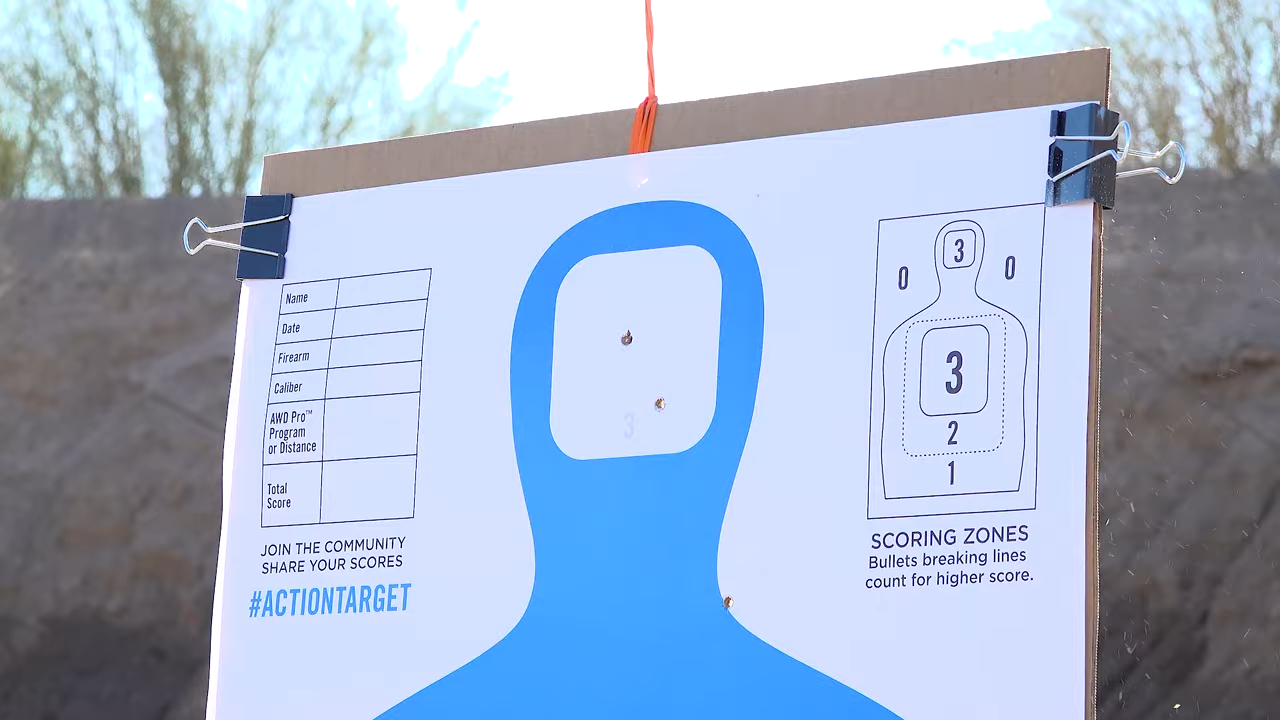 Name
Date
Firearm
Caliber
AWD Pro™
Program
or Distance
Total
Score
JOIN THE COMMUNITY
SHARE YOUR SCORES
#ACTIONTARGET
3
3
0
0
3
2
1
SCORING ZONES
Bullets breaking lines
count for higher score.